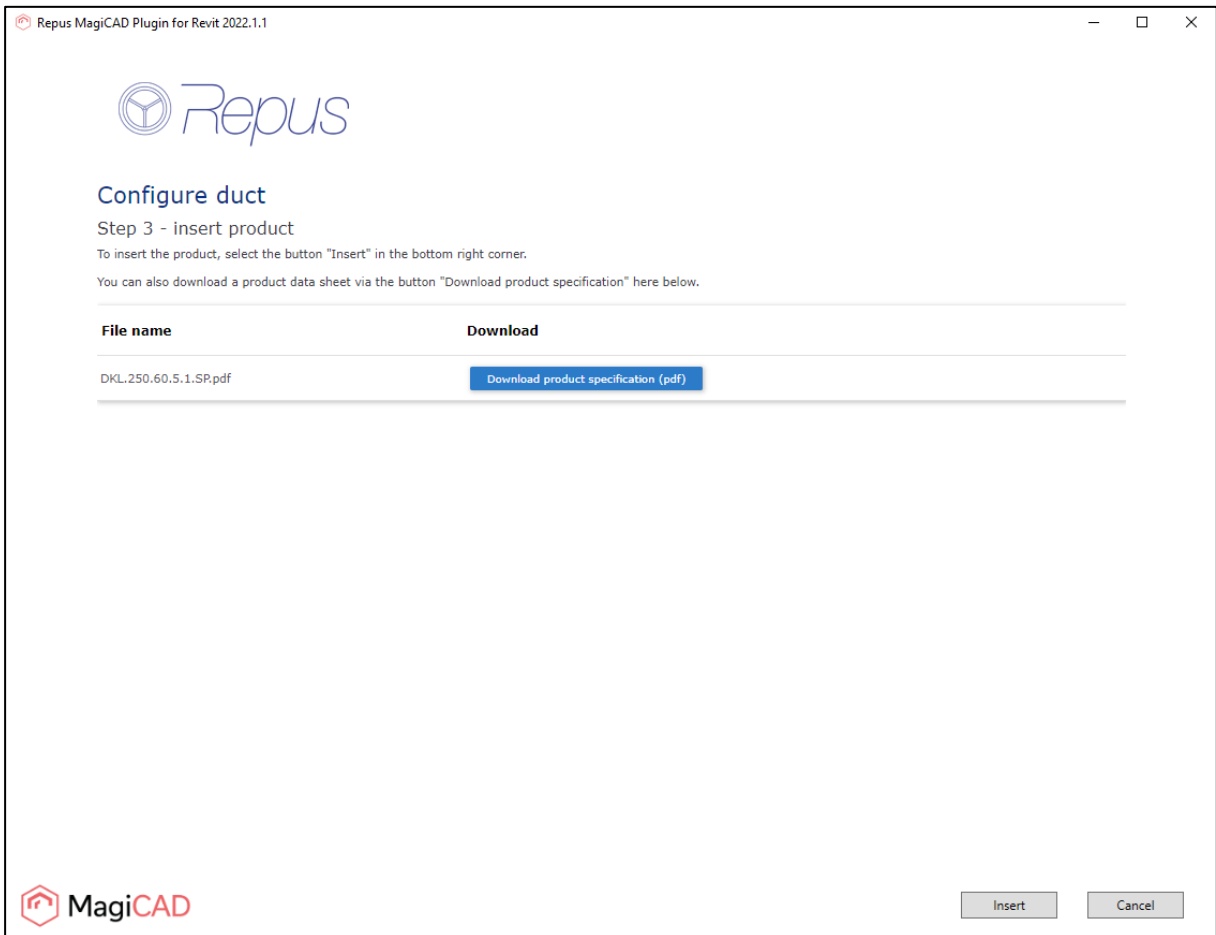 Repus MagiCAD Plugin for Revit 2022.1.1
Repus
Configure duct
Step 3 - insert product
To insert the product, select the button "Insert" in the bottom right corner.
You can also download a product data sheet via the button "Download product specification" here below.
File name Download
DKL.250.60.5.1.SP.pdf Download product specification (pdf)
MagiCAD Insert Cancel